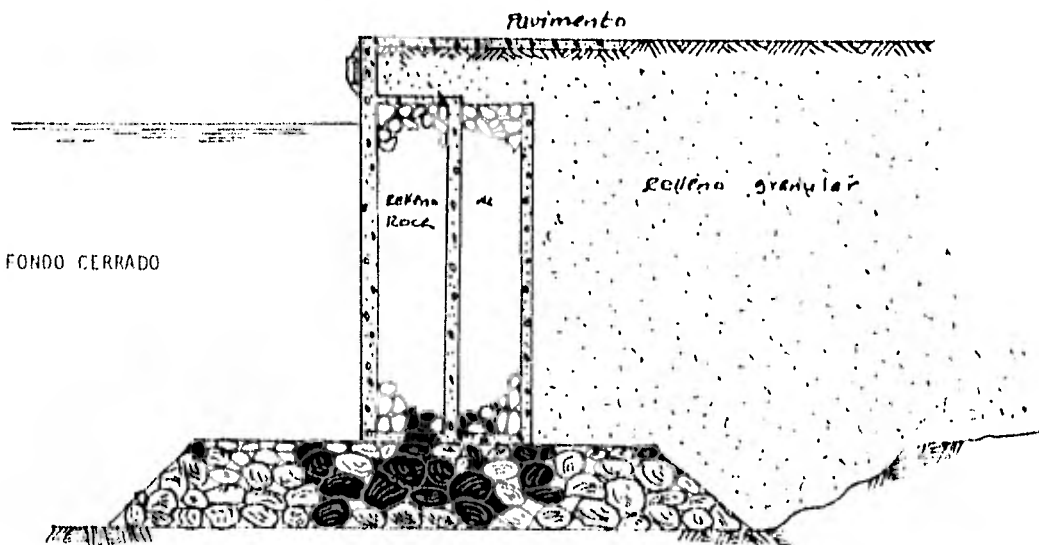 Pavimento
Relleno de
Roca
Relleno granular
FONDO CERRADO